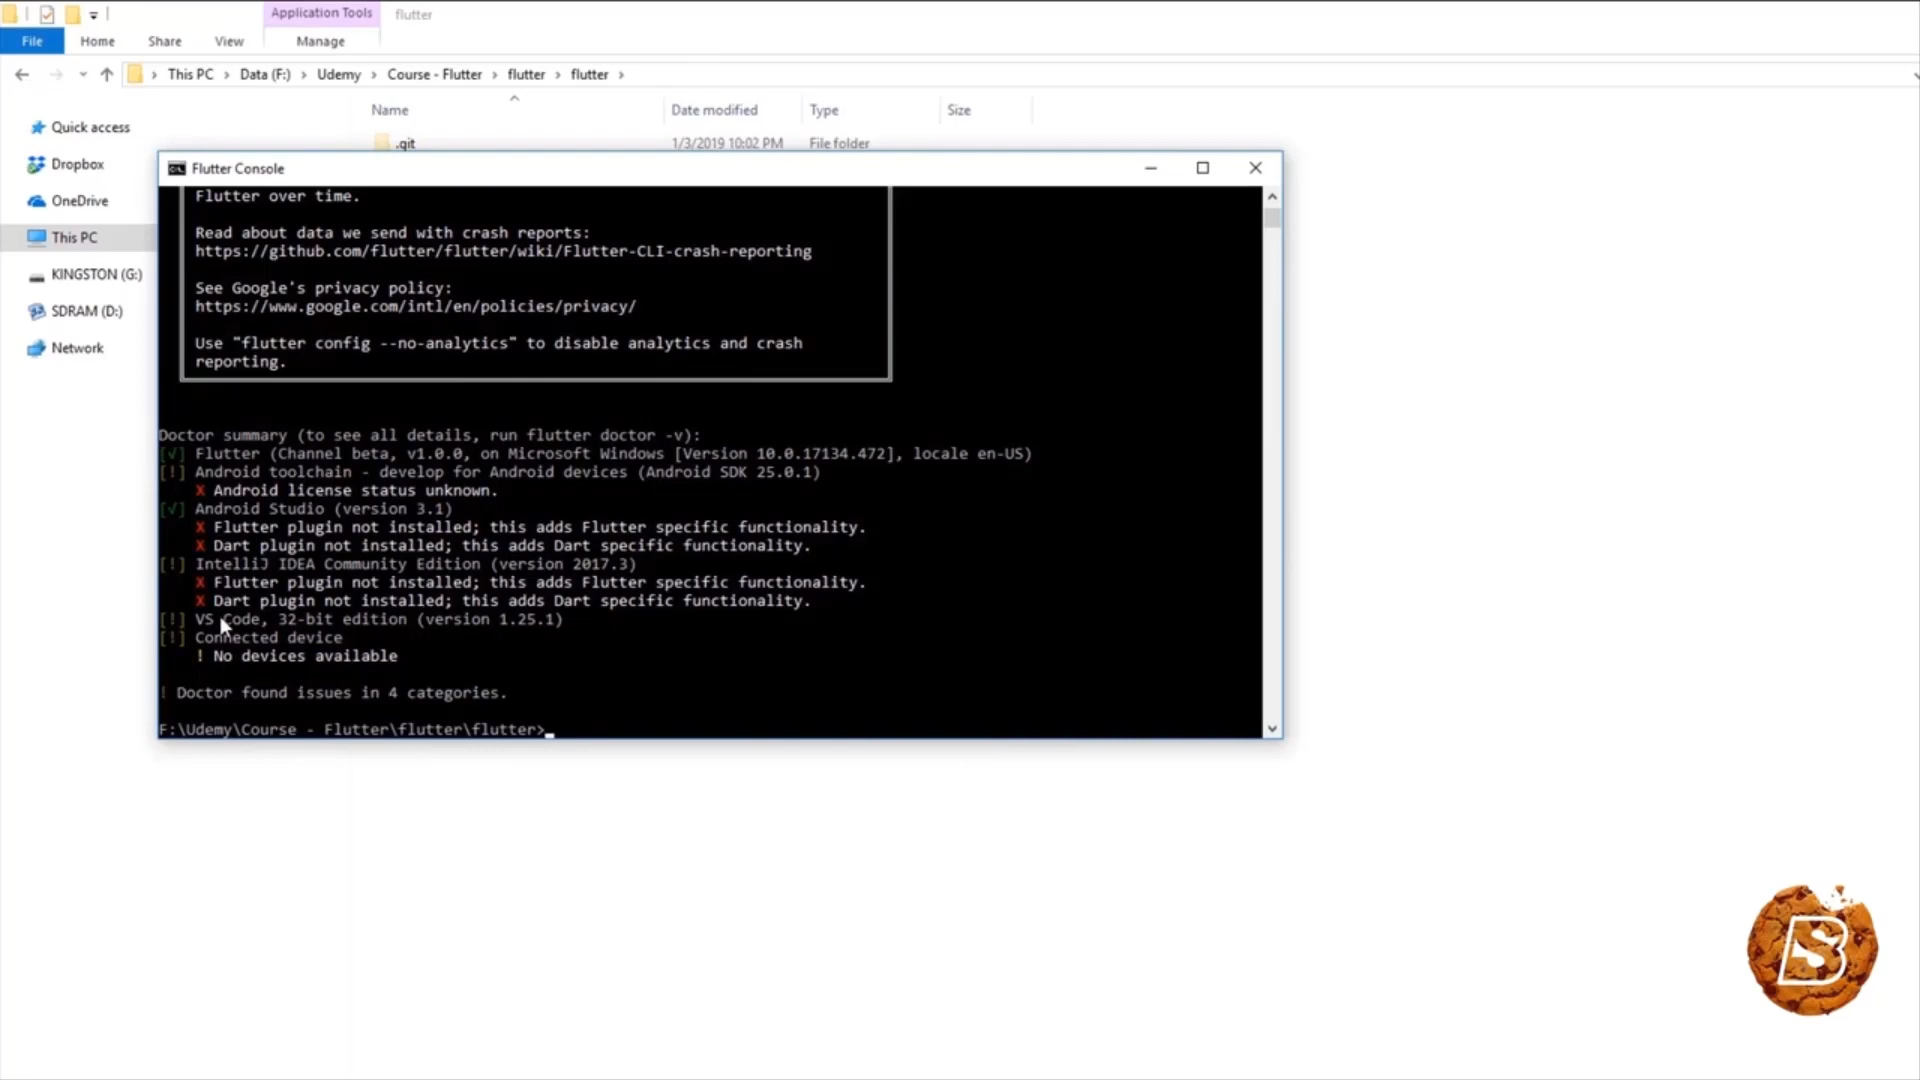 Application Tools
flutter
File
Home
Share
View
Manage
This PC
Data (F:)
Udemy
Course - Flutter
flutter
flutter
Name
Date modified
Type
Size
Quick access
Dropbox
OneDrive
This PC
KINGSTON (G:)
SDRAM (D:)
Network
.git
1/3/2019 10:02 PM
File folder
Flutter Console
Flutter over time.
Read about data we send with crash reports:
https://github.com/flutter/flutter/wiki/Flutter-CLI-crash-reporting
See Google's privacy policy:
https://www.google.com/intl/en/policies/privacy/
Use "flutter config --no-analytics" to disable analytics and crash
reporting.
Doctor summary (to see all details, run flutter doctor -v):
[√] Flutter (Channel beta, v1.0.0, on Microsoft Windows [Version 10.0.17134.472], locale en-US)
[!] Android toolchain - develop for Android devices (Android SDK 25.0.1)
X Android license status unknown.
[√] Android Studio (version 3.1)
X Flutter plugin not installed; this adds Flutter specific functionality.
X Dart plugin not installed; this adds Dart specific functionality.
[!] IntelliJ IDEA Community Edition (version 2017.3)
X Flutter plugin not installed; this adds Flutter specific functionality.
X Dart plugin not installed; this adds Dart specific functionality.
[!] VS Code, 32-bit edition (version 1.25.1)
[!] Connected device
! No devices available
! Doctor found issues in 4 categories.
F:\Udemy\Course - Flutter\flutter\flutter>